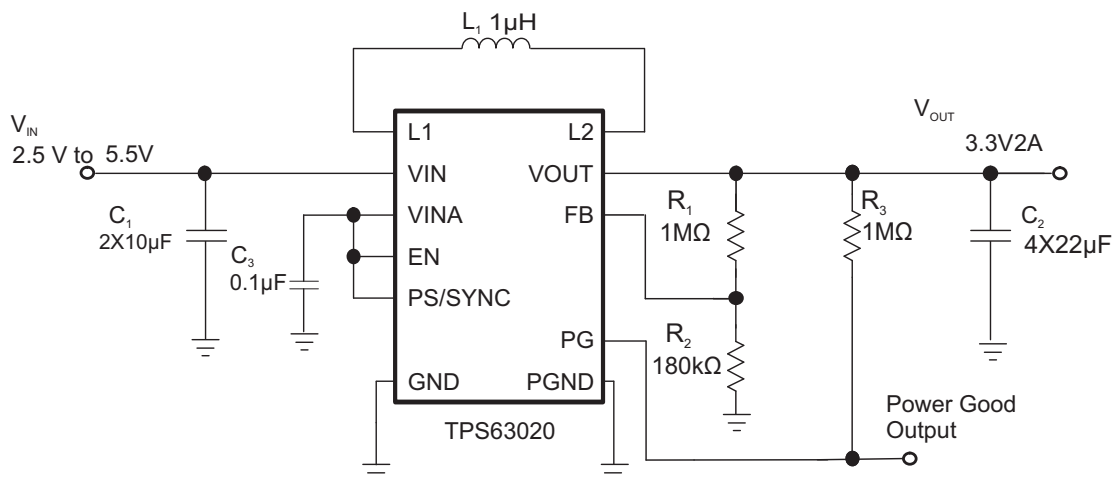 L₁ 1µH
V_IN
2.5 V to 5.5V
V_OUT
3.3V2A
L1
L2
VIN
VOUT
VINA
FB
EN
PS/SYNC
PG
GND
PGND
TPS63020
C₁
2X10µF
C₃
0.1µF
R₁
1MΩ
R₂
180kΩ
R₃
1MΩ
C₂
4X22µF
Power Good
Output